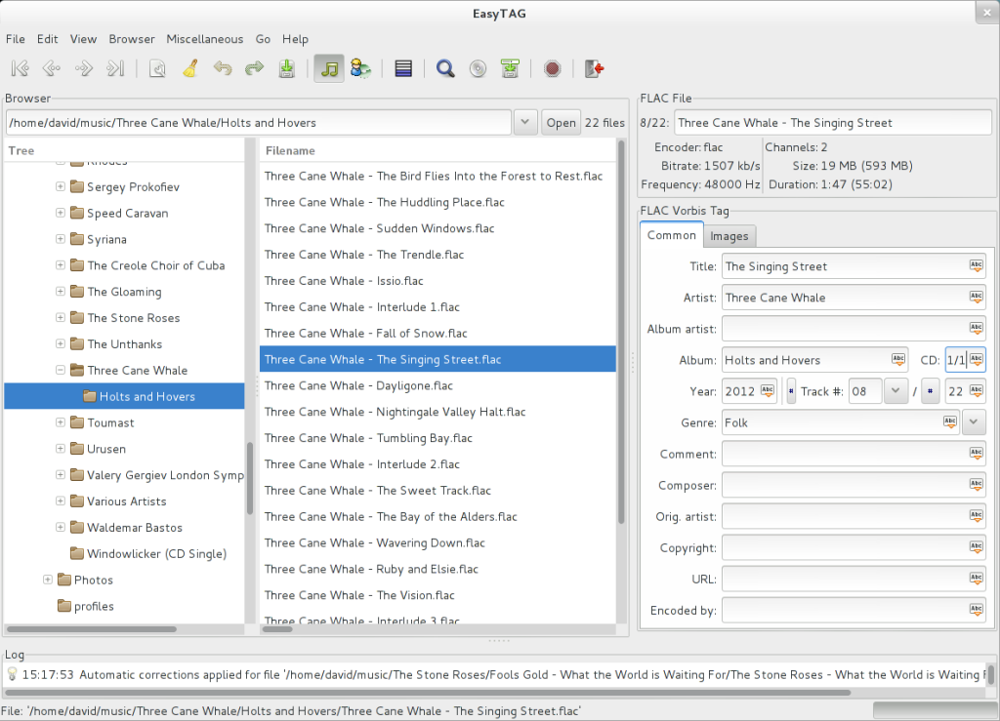 EasyTAG
File Edit View Browser Miscellaneous Go Help
Browser
/home/david/music/Three Cane Whale/Holts and Hovers
Open 22 files
Tree
Rhodes
Sergey Prokofiev
Speed Caravan
Syriana
The Creole Choir of Cuba
The Gloaming
The Stone Roses
The Unthanks
Three Cane Whale
Holts and Hovers
Toumast
Urusen
Valery Gergiev London Symp
Various Artists
Waldemar Bastos
Windowlicker (CD Single)
Photos
profiles
Filename
Three Cane Whale - The Bird Flies Into the Forest to Rest.flac
Three Cane Whale - The Huddling Place.flac
Three Cane Whale - Sudden Windows.flac
Three Cane Whale - The Trendle.flac
Three Cane Whale - Issio.flac
Three Cane Whale - Interlude 1.flac
Three Cane Whale - Fall of Snow.flac
Three Cane Whale - The Singing Street.flac
Three Cane Whale - Dayligone.flac
Three Cane Whale - Nightingale Valley Halt.flac
Three Cane Whale - Tumbling Bay.flac
Three Cane Whale - Interlude 2.flac
Three Cane Whale - The Sweet Track.flac
Three Cane Whale - The Bay of the Alders.flac
Three Cane Whale - Wavering Down.flac
Three Cane Whale - Ruby and Elsie.flac
Three Cane Whale - The Vision.flac
Three Cane Whale - Interlude 3.flac
FLAC File
8/22: Three Cane Whale - The Singing Street
Encoder: flac Channels: 2
Bitrate: 1507 kb/s Size: 19 MB (593 MB)
Frequency: 48000 Hz Duration: 1:47 (55:02)
FLAC Vorbis Tag
Common Images
Title: The Singing Street
Artist: Three Cane Whale
Album artist:
Album: Holts and Hovers CD: 1/1
Year: 2012 # Track #: 08 / # 22
Genre: Folk
Comment:
Composer:
Orig. artist:
Copyright:
URL:
Encoded by:
Log
15:17:53 Automatic corrections applied for file '/home/david/music/The Stone Roses/Fools Gold - What the World is Waiting For/The Stone Roses - What the World is Waiting F
File: '/home/david/music/Three Cane Whale/Holts and Hovers/Three Cane Whale - The Singing Street.flac'